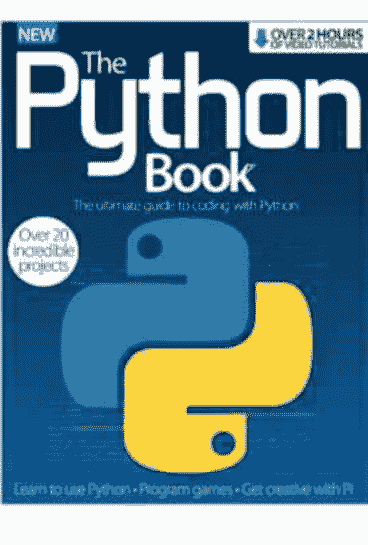 NEW
OVER 2 HOURS
OF VIDEO TUTORIALS
The
Python
Book
The ultimate guide to coding with Python
Over 20
incredible
projects
Learn to use Python • Program games • Get creative with Pi